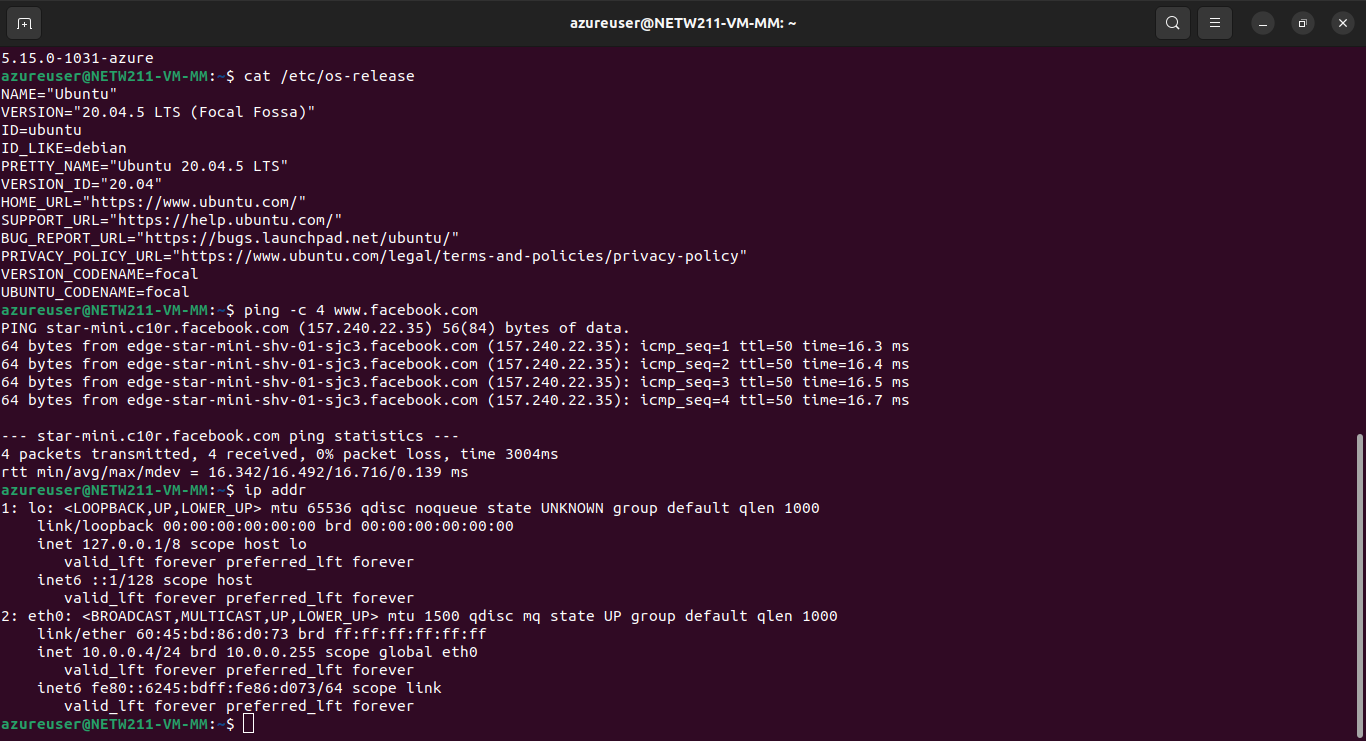 azureuser@NETW211-VM-MM: ~
5.15.0-1031-azure
azureuser@NETW211-VM-MM:~$ cat /etc/os-release
NAME="Ubuntu"
VERSION="20.04.5 LTS (Focal Fossa)"
ID=ubuntu
ID_LIKE=debian
PRETTY_NAME="Ubuntu 20.04.5 LTS"
VERSION_ID="20.04"
HOME_URL="https://www.ubuntu.com/"
SUPPORT_URL="https://help.ubuntu.com/"
BUG_REPORT_URL="https://bugs.launchpad.net/ubuntu/"
PRIVACY_POLICY_URL="https://www.ubuntu.com/legal/terms-and-policies/privacy-policy"
VERSION_CODENAME=focal
UBUNTU_CODENAME=focal
azureuser@NETW211-VM-MM:~$ ping -c 4 www.facebook.com
PING star-mini.c10r.facebook.com (157.240.22.35) 56(84) bytes of data.
64 bytes from edge-star-mini-shv-01-sjc3.facebook.com (157.240.22.35): icmp_seq=1 ttl=50 time=16.3 ms
64 bytes from edge-star-mini-shv-01-sjc3.facebook.com (157.240.22.35): icmp_seq=2 ttl=50 time=16.4 ms
64 bytes from edge-star-mini-shv-01-sjc3.facebook.com (157.240.22.35): icmp_seq=3 ttl=50 time=16.5 ms
64 bytes from edge-star-mini-shv-01-sjc3.facebook.com (157.240.22.35): icmp_seq=4 ttl=50 time=16.7 ms
--- star-mini.c10r.facebook.com ping statistics ---
4 packets transmitted, 4 received, 0% packet loss, time 3004ms
rtt min/avg/max/mdev = 16.342/16.492/16.716/0.139 ms
azureuser@NETW211-VM-MM:~$ ip addr
1: lo: <LOOPBACK,UP,LOWER_UP> mtu 65536 qdisc noqueue state UNKNOWN group default qlen 1000
    link/loopback 00:00:00:00:00:00 brd 00:00:00:00:00:00
    inet 127.0.0.1/8 scope host lo
       valid_lft forever preferred_lft forever
    inet6 ::1/128 scope host
       valid_lft forever preferred_lft forever
2: eth0: <BROADCAST,MULTICAST,UP,LOWER_UP> mtu 1500 qdisc mq state UP group default qlen 1000
    link/ether 60:45:bd:86:d0:73 brd ff:ff:ff:ff:ff:ff
    inet 10.0.0.4/24 brd 10.0.0.255 scope global eth0
       valid_lft forever preferred_lft forever
    inet6 fe80::6245:bdff:fe86:d073/64 scope link
       valid_lft forever preferred_lft forever
azureuser@NETW211-VM-MM:~$